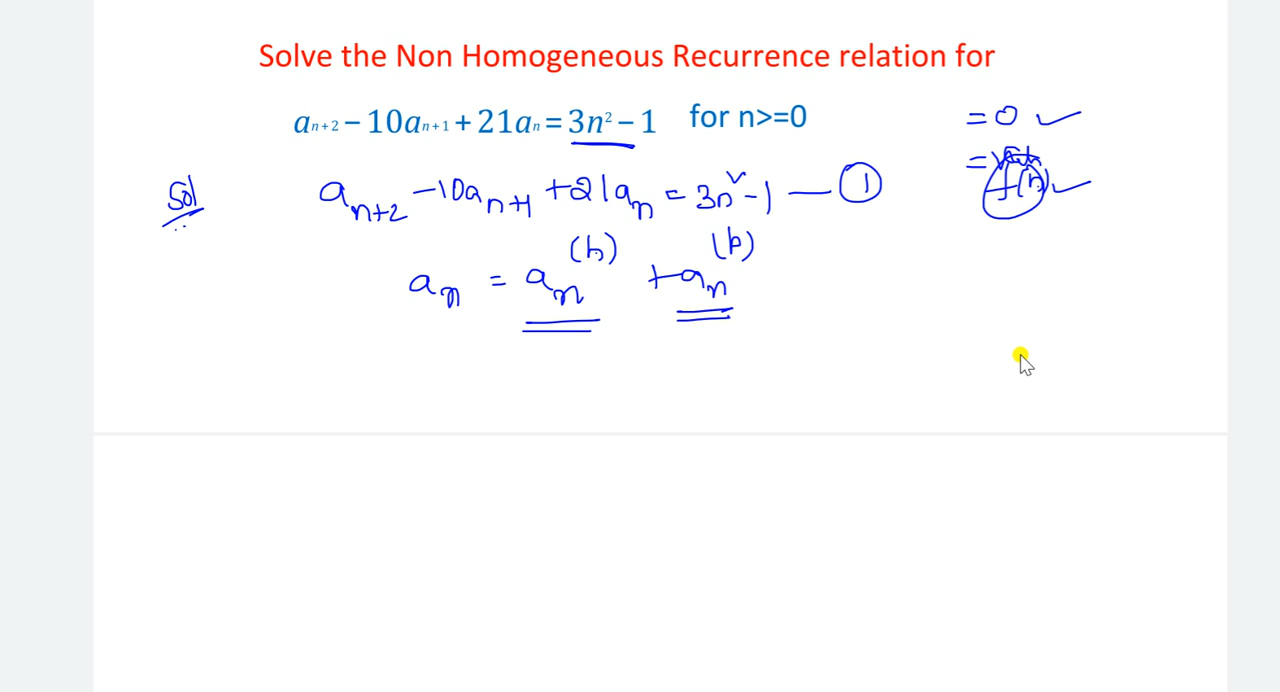 Solve the Non Homogeneous Recurrence relation for
aₙ₊₂ − 10aₙ₊₁ + 21aₙ = 3n² − 1 for n>=0
= 0 ✓
=
f(n) ✓
Sol
aₙ₊₂ − 10aₙ₊₁ + 21aₙ = 3n² − 1 — ①
aₙ = aₙ⁽ʰ⁾ + aₙ⁽ᵖ⁾